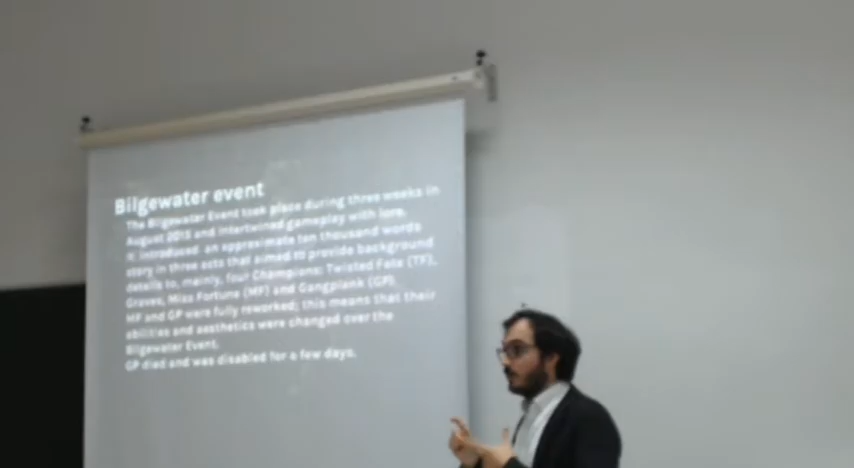 Bilgewater event
The Bilgewater Event took place during three weeks in
August 2015 and intertwined gameplay with lore.
It introduced an approximate ten thousand words
story in three acts that aimed to provide background
details to, mainly, four Champions: Twisted Fate (TF),
Graves, Miss Fortune (MF) and Gangplank (GP).
MF and GP were fully reworked; this means that their
abilities and aesthetics were changed over the
Bilgewater Event.
GP died and was disabled for a few days.